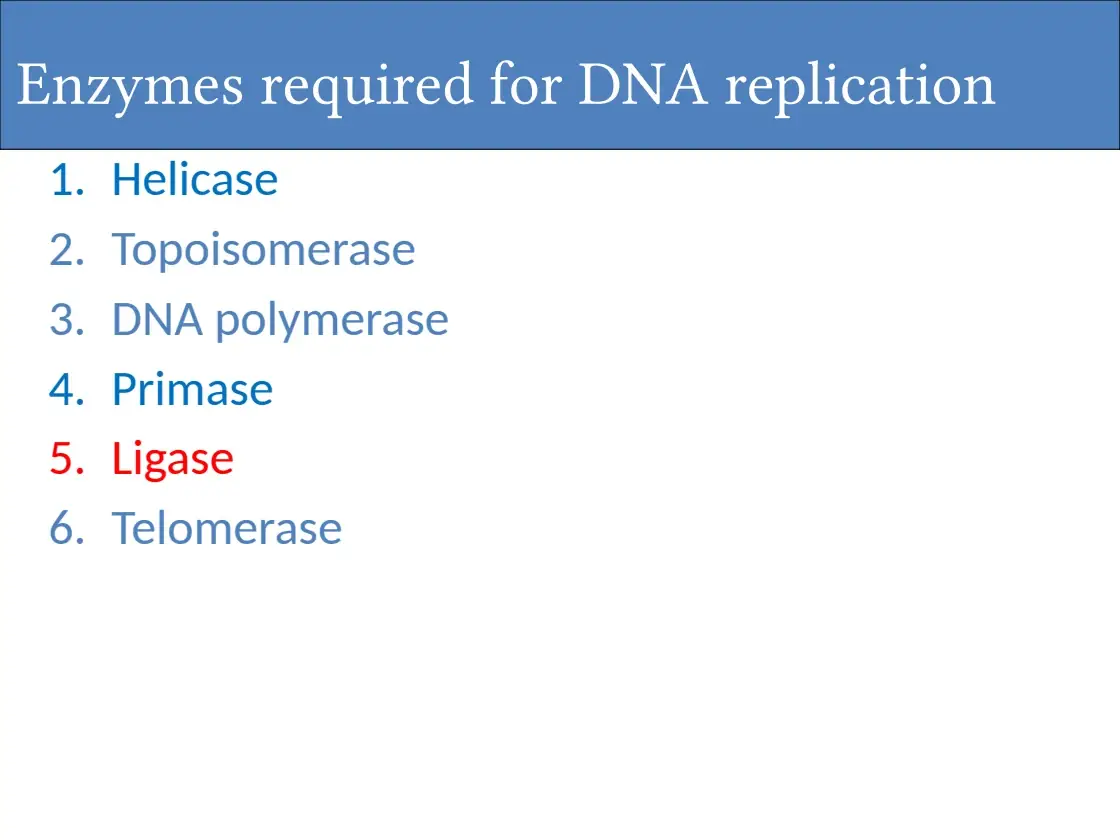 Enzymes required for DNA replication
1. Helicase
2. Topoisomerase
3. DNA polymerase
4. Primase
5. Ligase
6. Telomerase